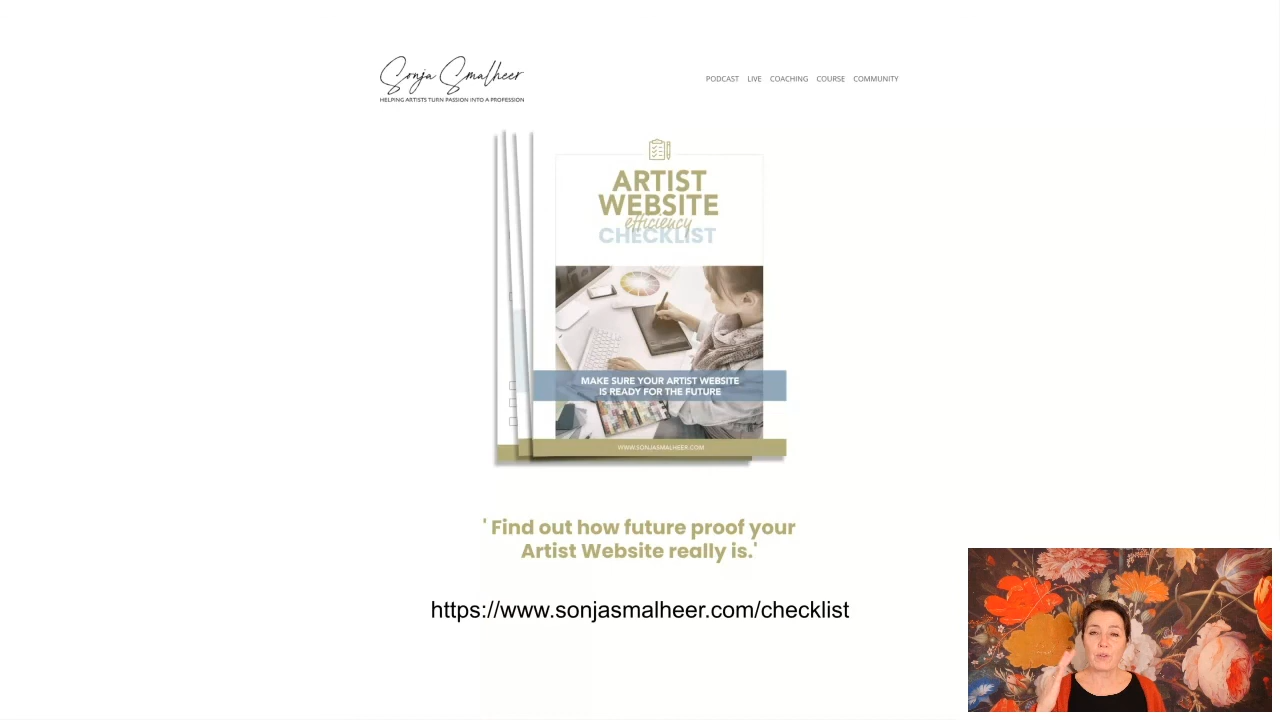 Sonja Smalheer
HELPING ARTISTS TURN PASSION INTO A PROFESSION
PODCAST LIVE COACHING COURSE COMMUNITY
ARTIST
WEBSITE
efficiency
CHECKLIST
MAKE SURE YOUR ARTIST WEBSITE
IS READY FOR THE FUTURE
WWW.SONJASMALHEER.COM
' Find out how future proof your
Artist Website really is.'
https://www.sonjasmalheer.com/checklist